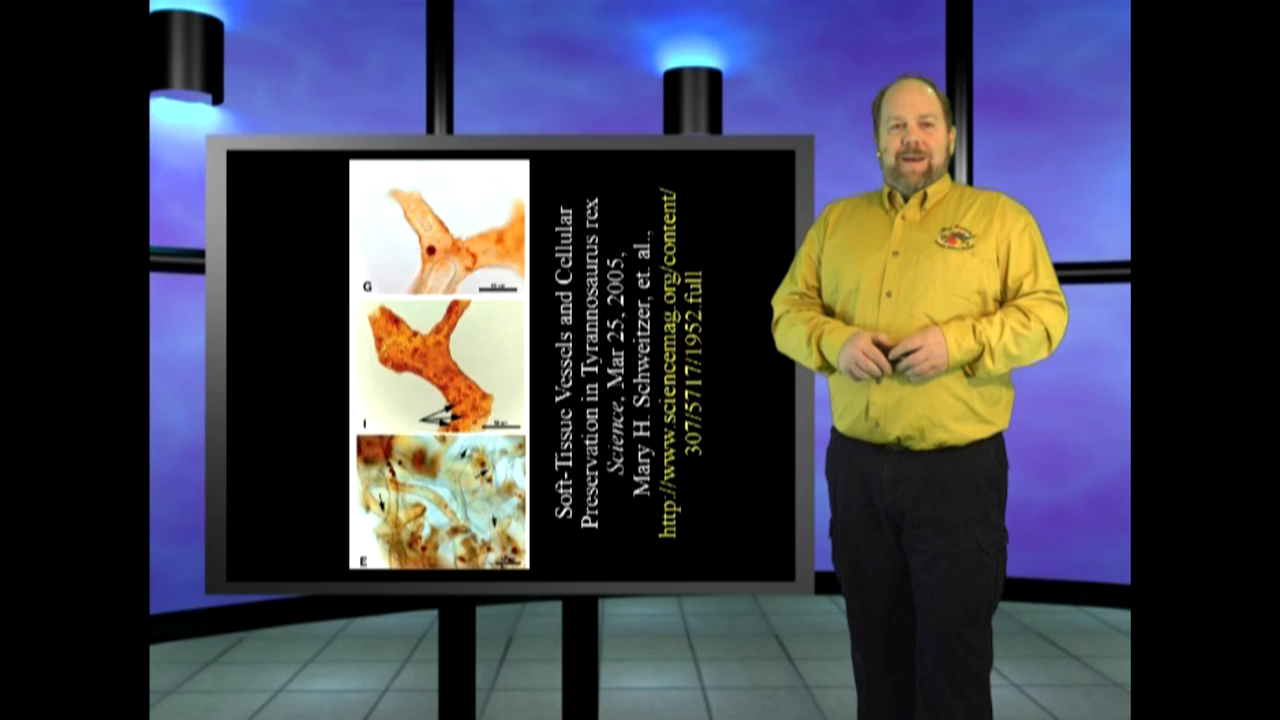 G
I
E
Soft-Tissue Vessels and Cellular
Preservation in Tyrannosaurus rex
Science, Mar 25, 2005,
Mary H. Schweitzer, et. al.,
http://www.sciencemag.org/content/
307/5717/1952.full